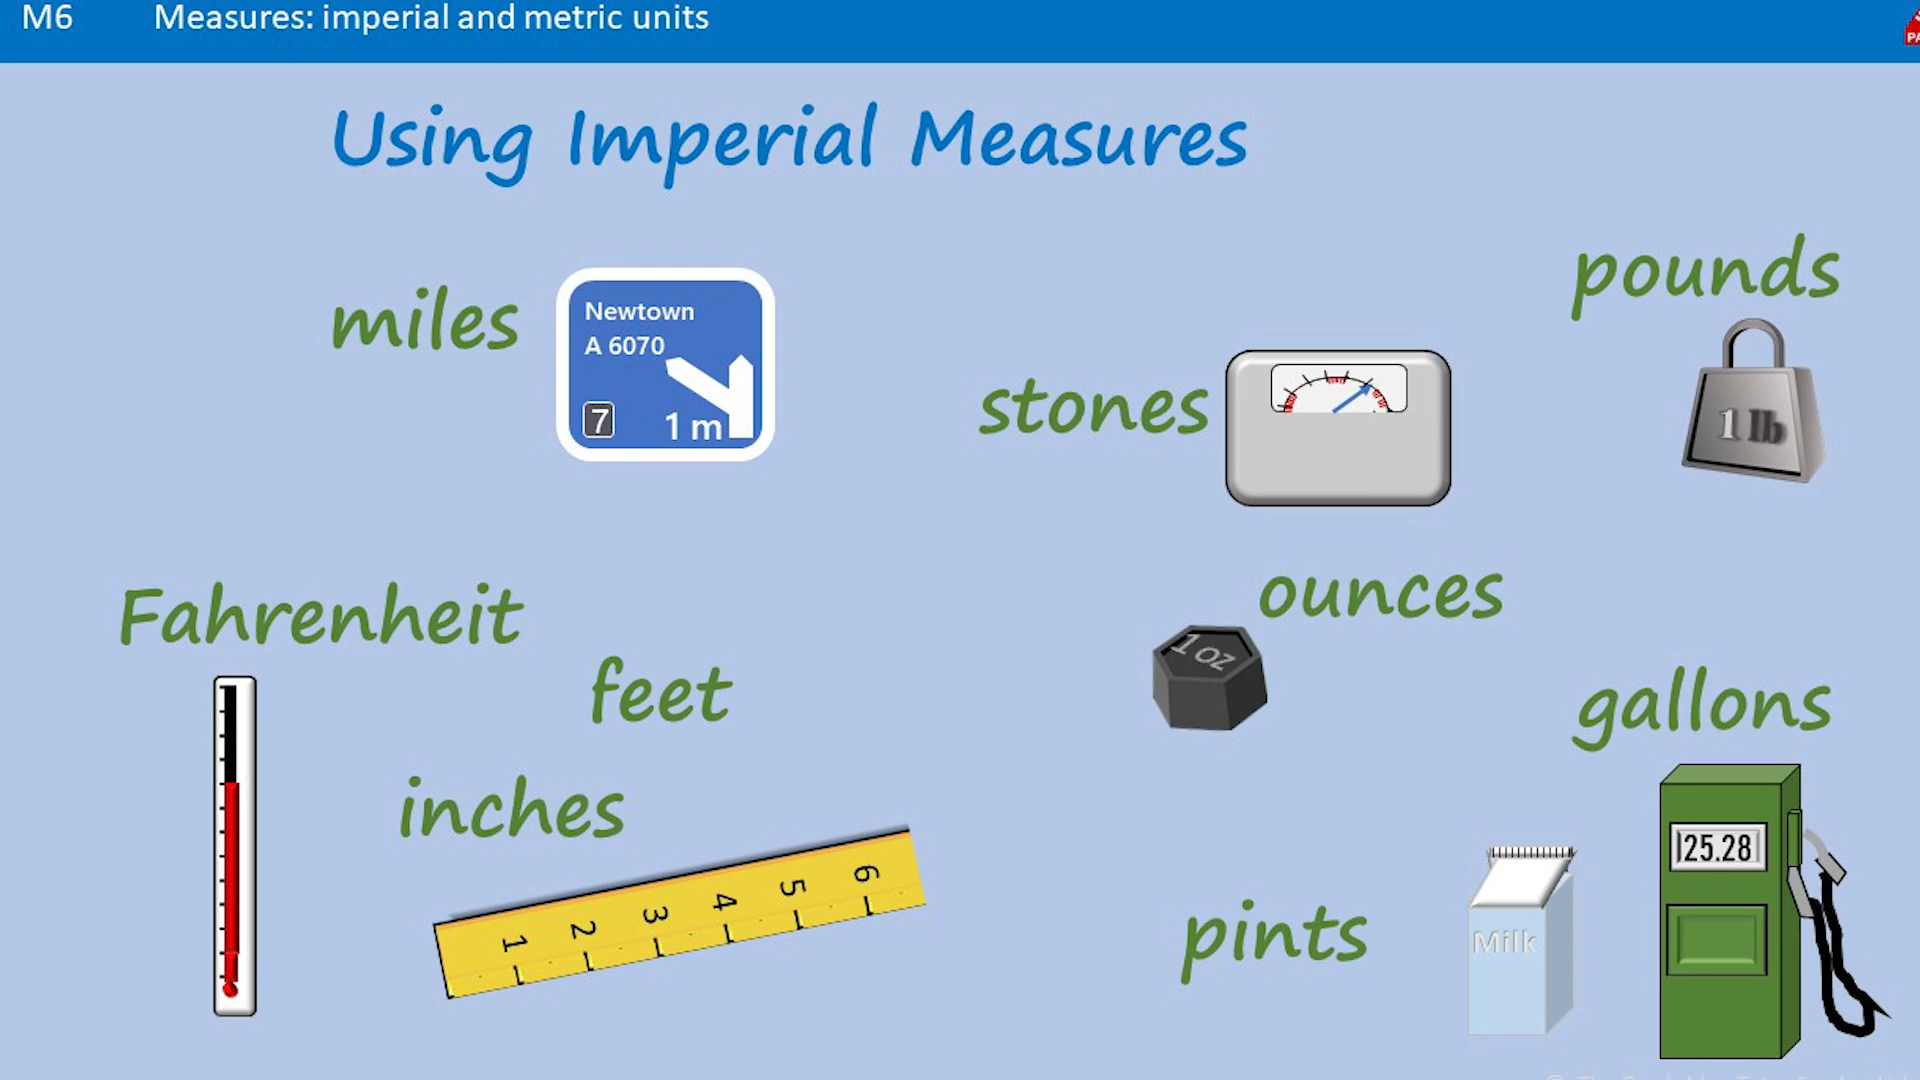 M6 Measures: imperial and metric units
PA
Using Imperial Measures
miles
Newtown
A 6070
7 1 m
stones
pounds
1 lb
Fahrenheit
feet
inches
1 2 3 4 5 6
ounces
1 oz
gallons
25.28
pints
Milk